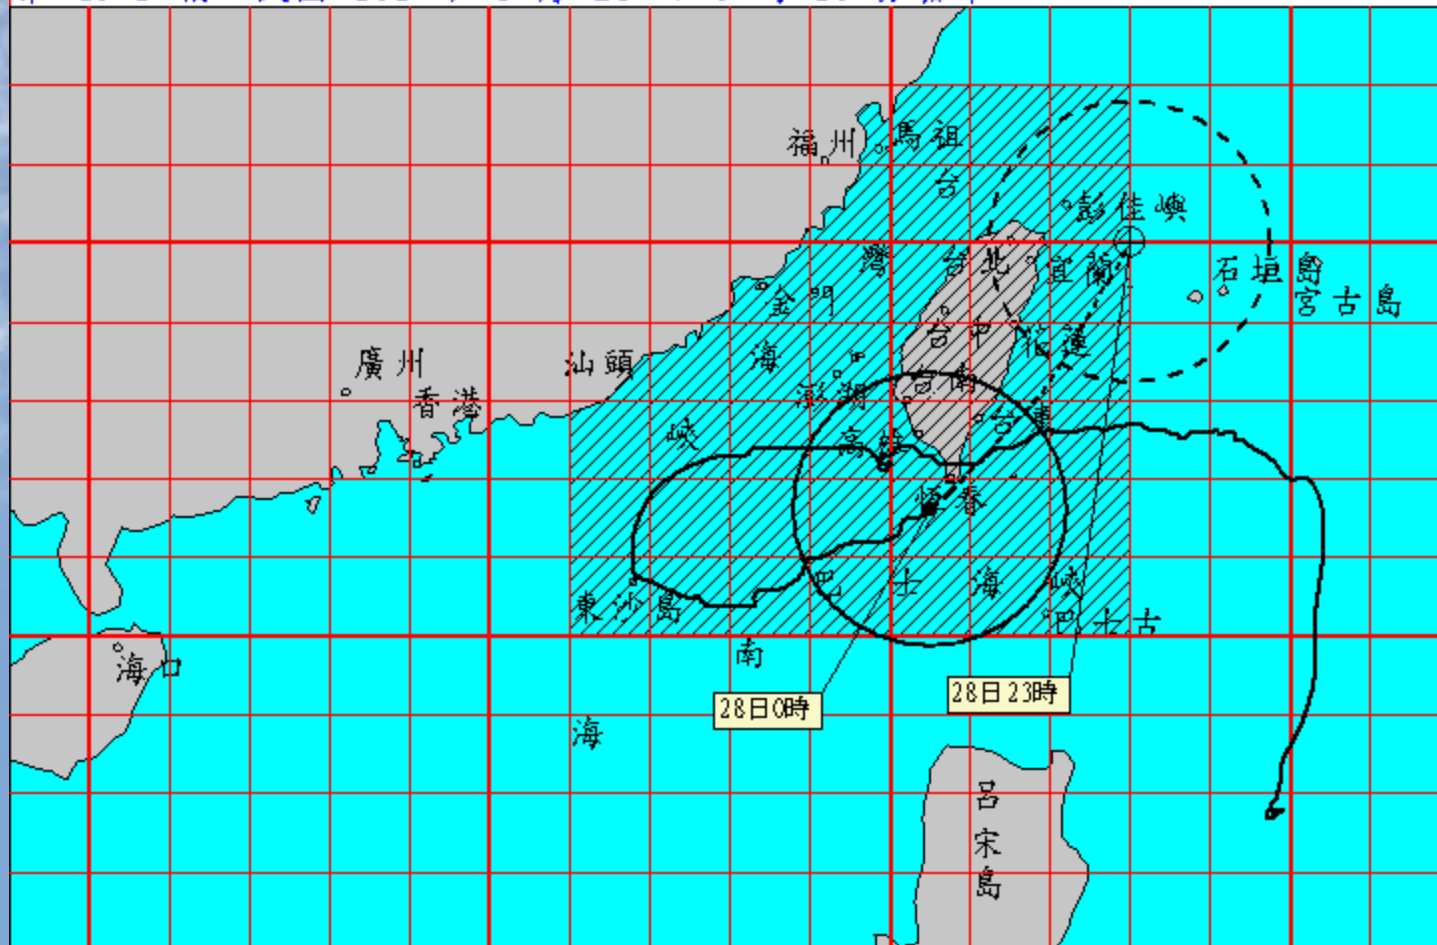 福州
馬祖
台
彭佳嶼
灣
台北
宜蘭
石垣島
宮古島
金門
台中
花蓮
廣州
汕頭
海
香港
澎湖
台南
台東
峽
高雄
恆春
東沙島
巴士海峽
巴士古
南
海口
28日0時
28日23時
海
呂宋島